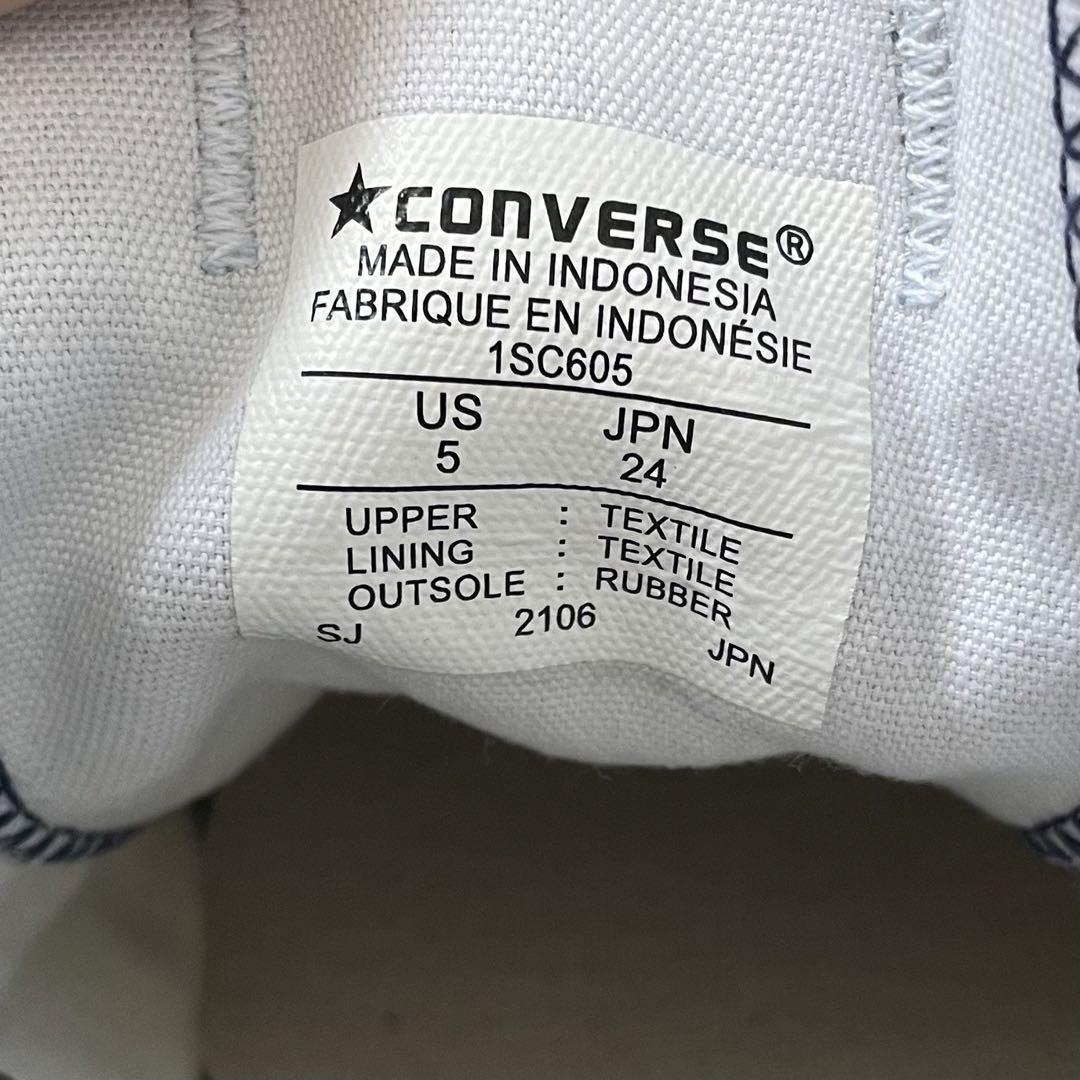 ★CONVERSE®
MADE IN INDONESIA
FABRIQUE EN INDONÉSIE
1SC605
US JPN
5 24
UPPER : TEXTILE
LINING : TEXTILE
OUTSOLE : RUBBER
SJ 2106 JPN